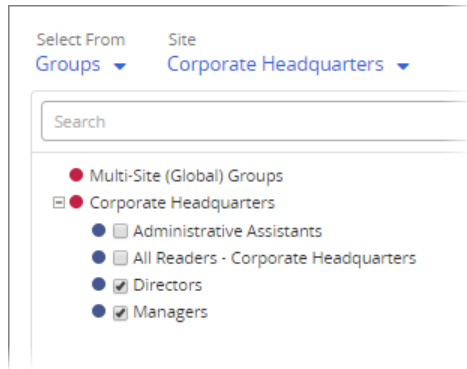 Select From Site
Groups Corporate Headquarters
Search
Multi-Site (Global) Groups
Corporate Headquarters
Administrative Assistants
All Readers - Corporate Headquarters
Directors
Managers